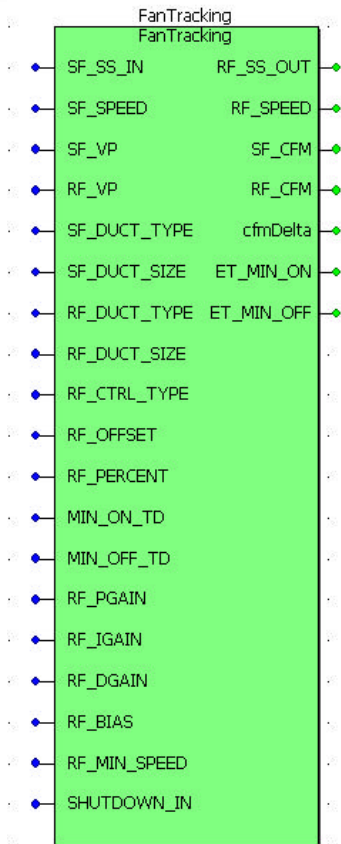 FanTracking
FanTracking
SF_SS_IN RF_SS_OUT
SF_SPEED RF_SPEED
SF_VP SF_CFM
RF_VP RF_CFM
SF_DUCT_TYPE cfmDelta
SF_DUCT_SIZE ET_MIN_ON
RF_DUCT_TYPE ET_MIN_OFF
RF_DUCT_SIZE
RF_CTRL_TYPE
RF_OFFSET
RF_PERCENT
MIN_ON_TD
MIN_OFF_TD
RF_PGAIN
RF_IGAIN
RF_DGAIN
RF_BIAS
RF_MIN_SPEED
SHUTDOWN_IN